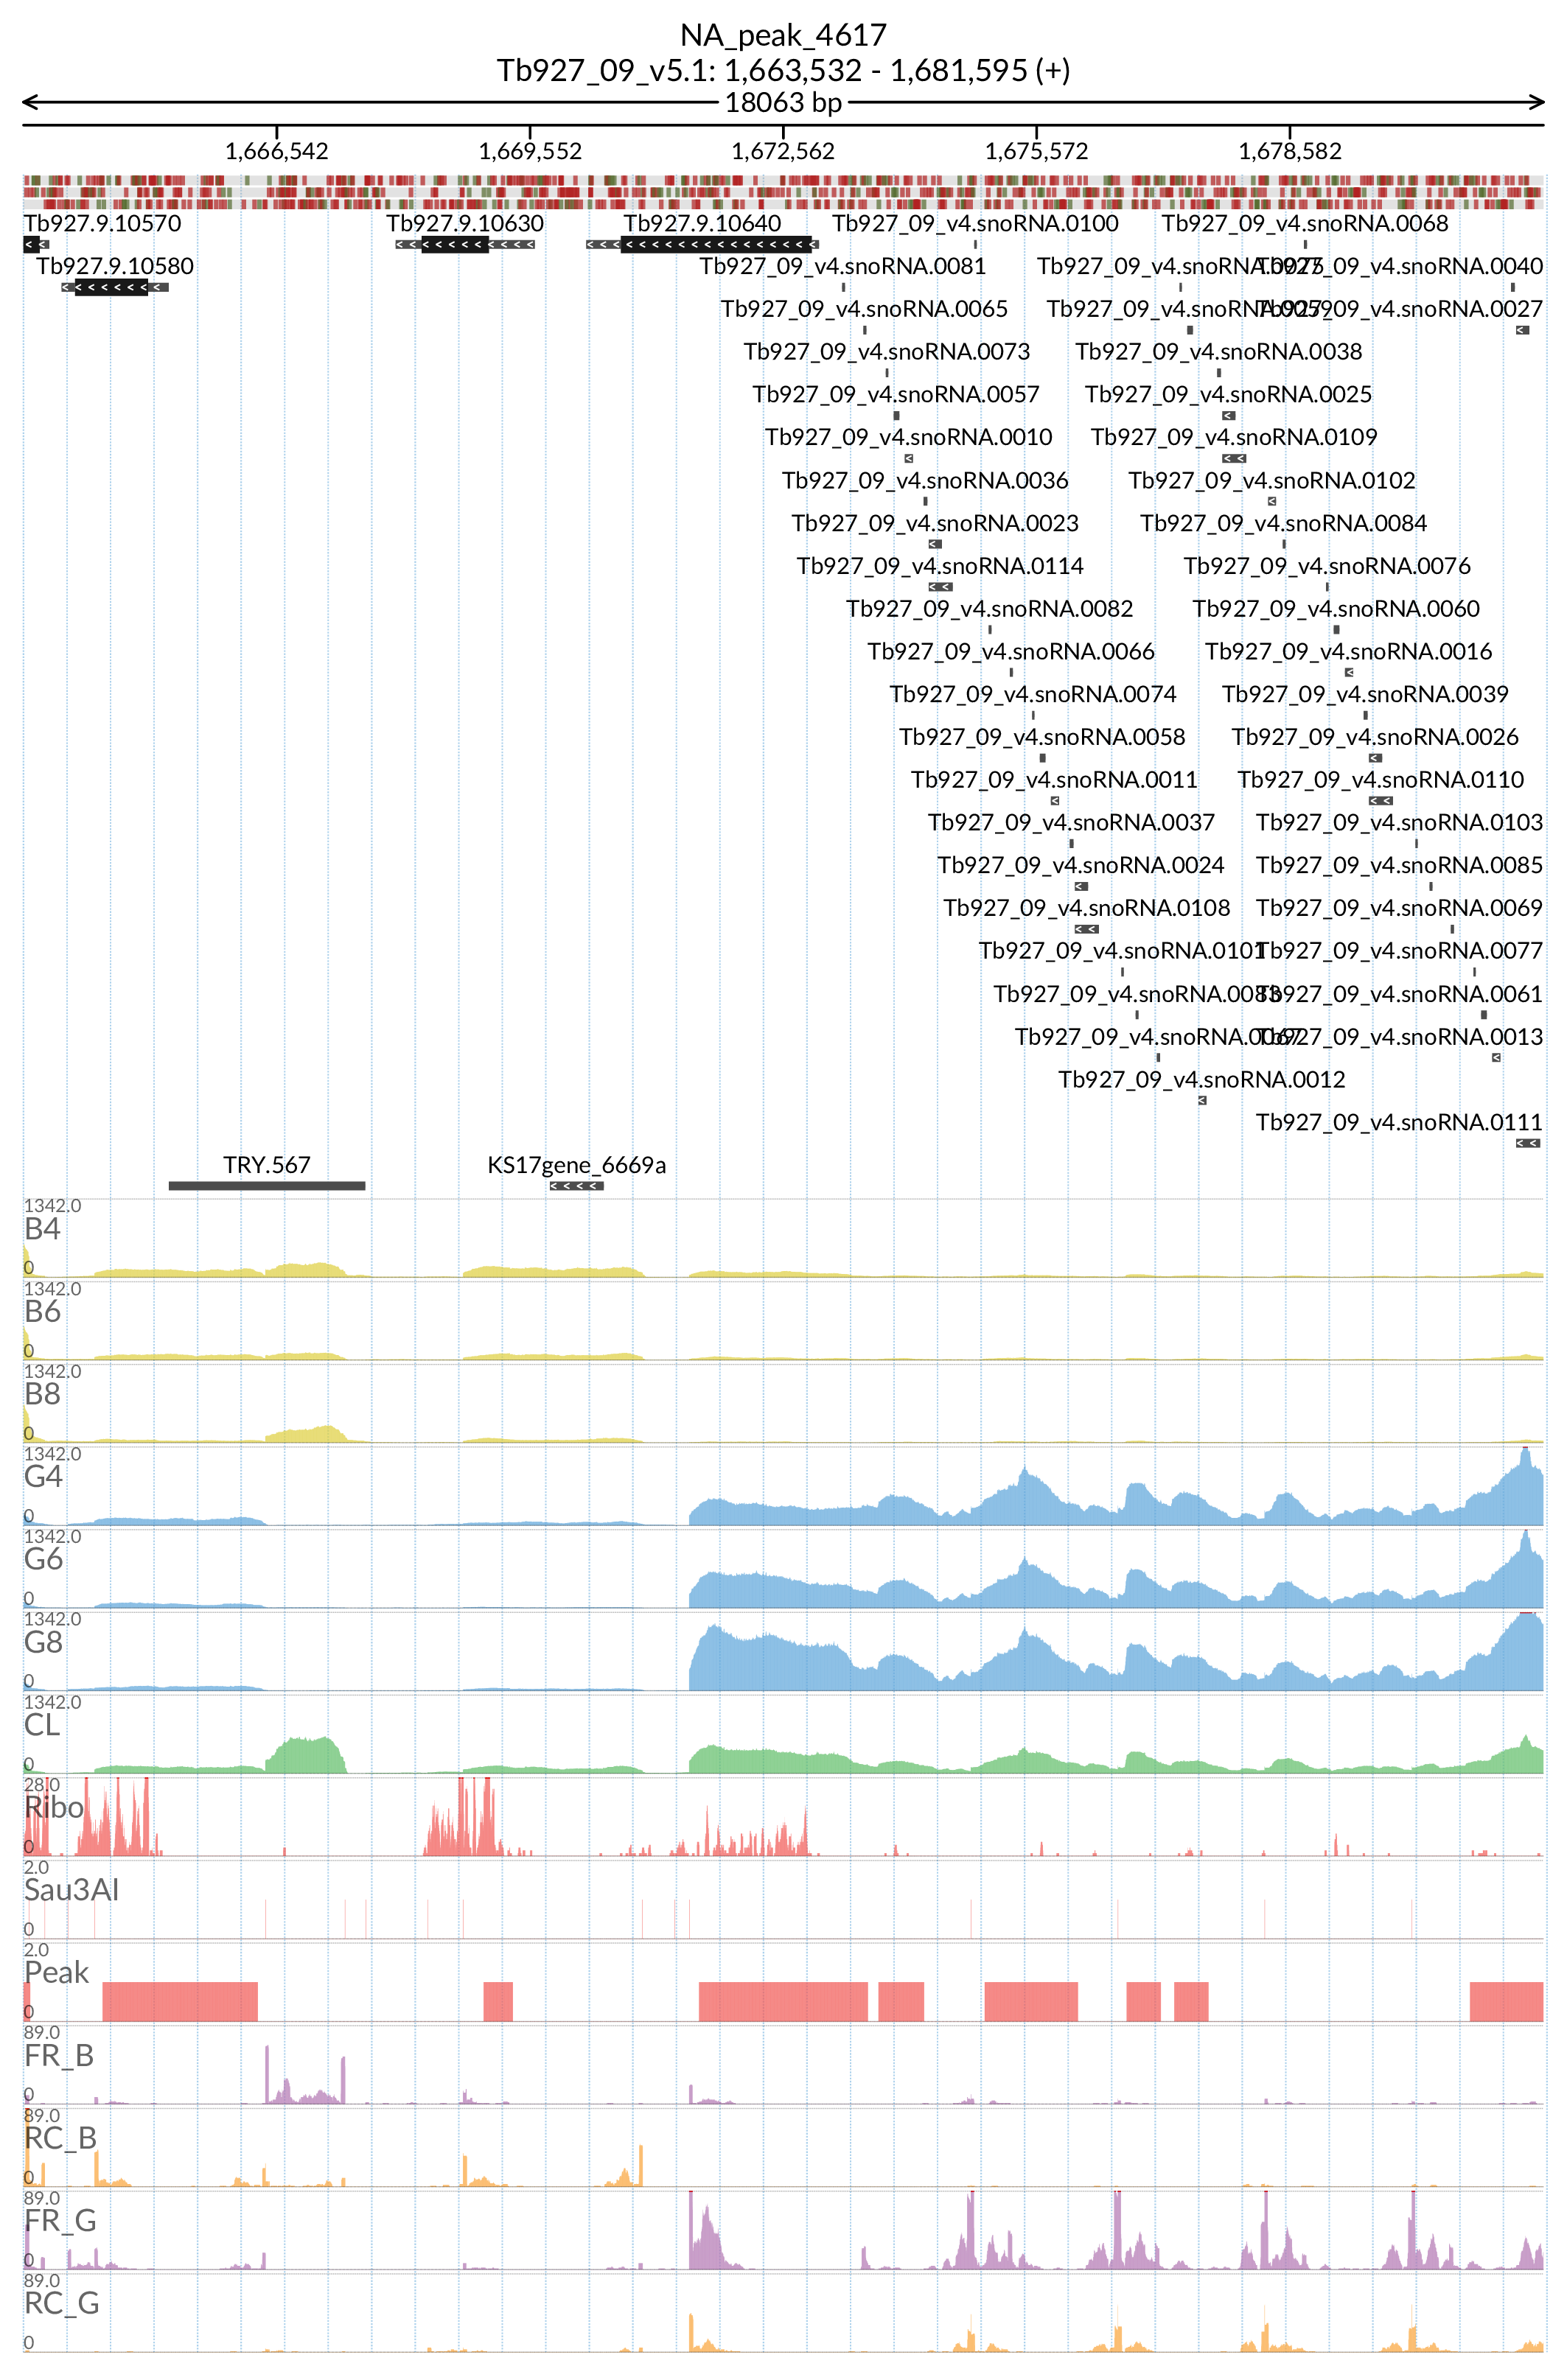 NA_peak_4617
Tb927_09_v5.1: 1,663,532 - 1,681,595 (+)
18063 bp
1,666,542 1,669,552 1,672,562 1,675,572 1,678,582
Tb927.9.10570 Tb927.9.10630 Tb927.9.10640 Tb927_09_v4.snoRNA.0100 Tb927_09_v4.snoRNA.0068
Tb927.9.10580 Tb927_09_v4.snoRNA.0081 Tb927_09_v4.snoRNA. Tb927_09_v4.snoRNA.0040
Tb927_09_v4.snoRNA.0065 Tb927_09_v4.snoRNA. Tb927_09_v4.snoRNA.0027
Tb927_09_v4.snoRNA.0073 Tb927_09_v4.snoRNA.0038
Tb927_09_v4.snoRNA.0057 Tb927_09_v4.snoRNA.0025
Tb927_09_v4.snoRNA.0010 Tb927_09_v4.snoRNA.0109
Tb927_09_v4.snoRNA.0036 Tb927_09_v4.snoRNA.0102
Tb927_09_v4.snoRNA.0023 Tb927_09_v4.snoRNA.0084
Tb927_09_v4.snoRNA.0114 Tb927_09_v4.snoRNA.0076
Tb927_09_v4.snoRNA.0082 Tb927_09_v4.snoRNA.0060
Tb927_09_v4.snoRNA.0066 Tb927_09_v4.snoRNA.0016
Tb927_09_v4.snoRNA.0074 Tb927_09_v4.snoRNA.0039
Tb927_09_v4.snoRNA.0058 Tb927_09_v4.snoRNA.0026
Tb927_09_v4.snoRNA.0011 Tb927_09_v4.snoRNA.0110
Tb927_09_v4.snoRNA.0037 Tb927_09_v4.snoRNA.0103
Tb927_09_v4.snoRNA.0024 Tb927_09_v4.snoRNA.0085
Tb927_09_v4.snoRNA.0108 Tb927_09_v4.snoRNA.0069
Tb927_09_v4.snoRNA.0101 Tb927_09_v4.snoRNA.0077
Tb927_09_v4.snoRNA.0083 Tb927_09_v4.snoRNA.0061
Tb927_09_v4.snoRNA.0067 Tb927_09_v4.snoRNA.0013
Tb927_09_v4.snoRNA.0012
Tb927_09_v4.snoRNA.0111
TRY.567 KS17gene_6669a
1342.0
B4
0
1342.0
B6
0
1342.0
B8
0
1342.0
G4
0
1342.0
G6
0
1342.0
G8
0
1342.0
CL
0
28.0
Ribo
0
2.0
Sau3AI
0
2.0
Peak
0
89.0
FR_B
0
89.0
RC_B
0
89.0
FR_G
0
89.0
RC_G
0